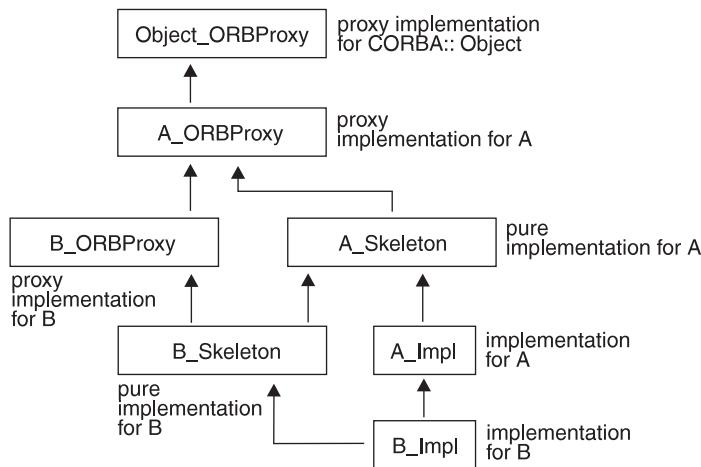 Object_ORBProxy
proxy implementation
for CORBA:: Object
A_ORBProxy
proxy
implementation for A
B_ORBProxy
proxy
implementation
for B
A_Skeleton
pure
implementation for A
B_Skeleton
pure
implementation
for B
A_Impl
implementation
for A
B_Impl
implementation
for B